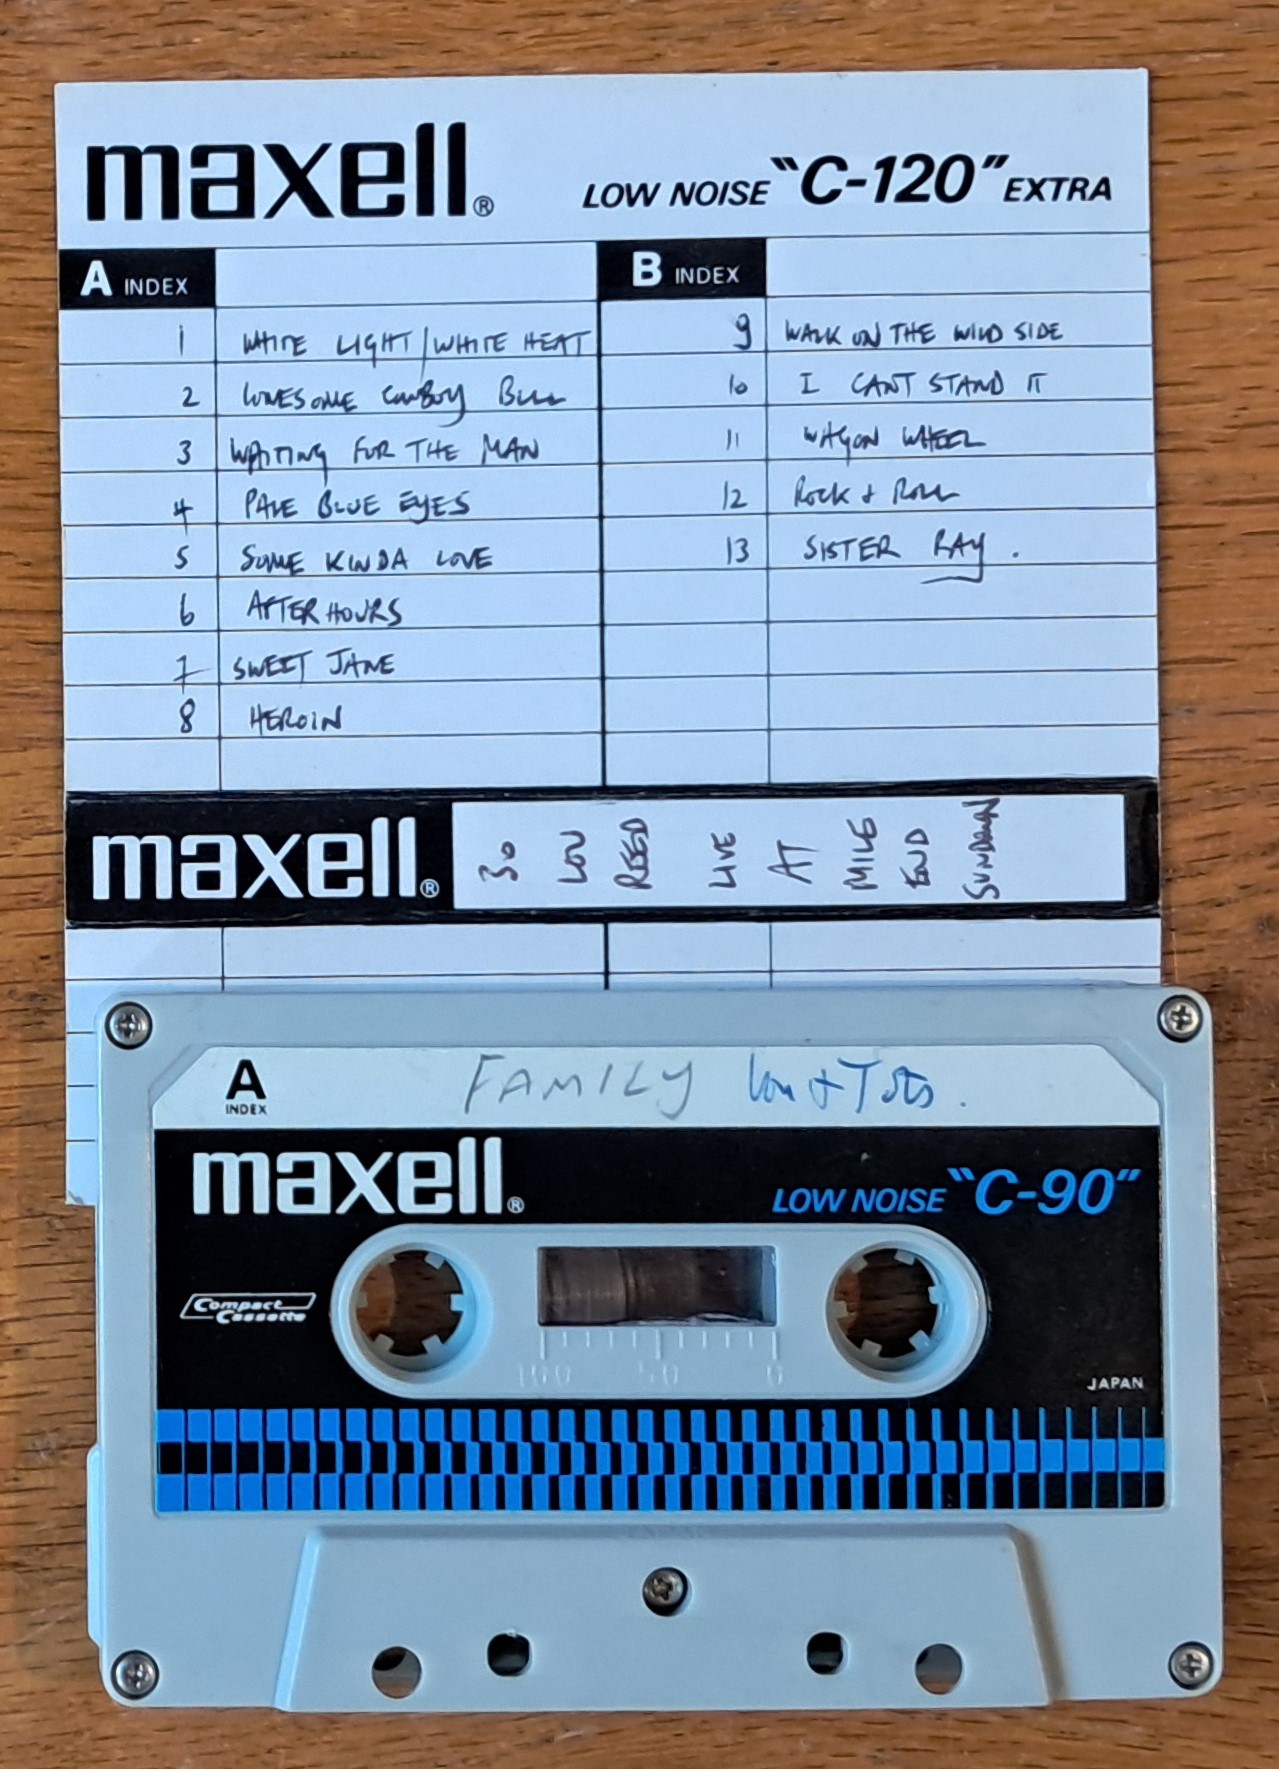 maxell® LOW NOISE "C-120" EXTRA
A INDEX
1 WHITE LIGHT/WHITE HEAT
2 LONESOME COWBOY BILL
3 WAITING FOR THE MAN
4 PALE BLUE EYES
5 SOME KINDA LOVE
6 AFTER HOURS
7 SWEET JANE
8 HEROIN
B INDEX
9 WALK ON THE WILD SIDE
10 I CANT STAND IT
11 WAGON WHEEL
12 ROCK + ROLL
13 SISTER RAY.
maxell® 30 LOU REED LIVE AT MILE END SUNDOWN
A INDEX
FAMILY Lou + Tots.
maxell® LOW NOISE "C-90"
Compact Cassette
100 50 0
JAPAN